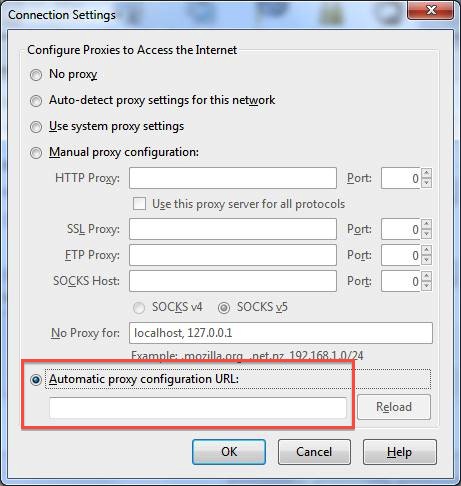 Connection Settings
Configure Proxies to Access the Internet
No proxy
Auto-detect proxy settings for this network
Use system proxy settings
Manual proxy configuration:
HTTP Proxy: Port: 0
Use this proxy server for all protocols
SSL Proxy: Port: 0
FTP Proxy: Port: 0
SOCKS Host: Port: 0
SOCKS v4 SOCKS v5
No Proxy for: localhost, 127.0.0.1
Example: .mozilla.org, .net.nz, 192.168.1.0/24
Automatic proxy configuration URL:
Reload
OK Cancel Help